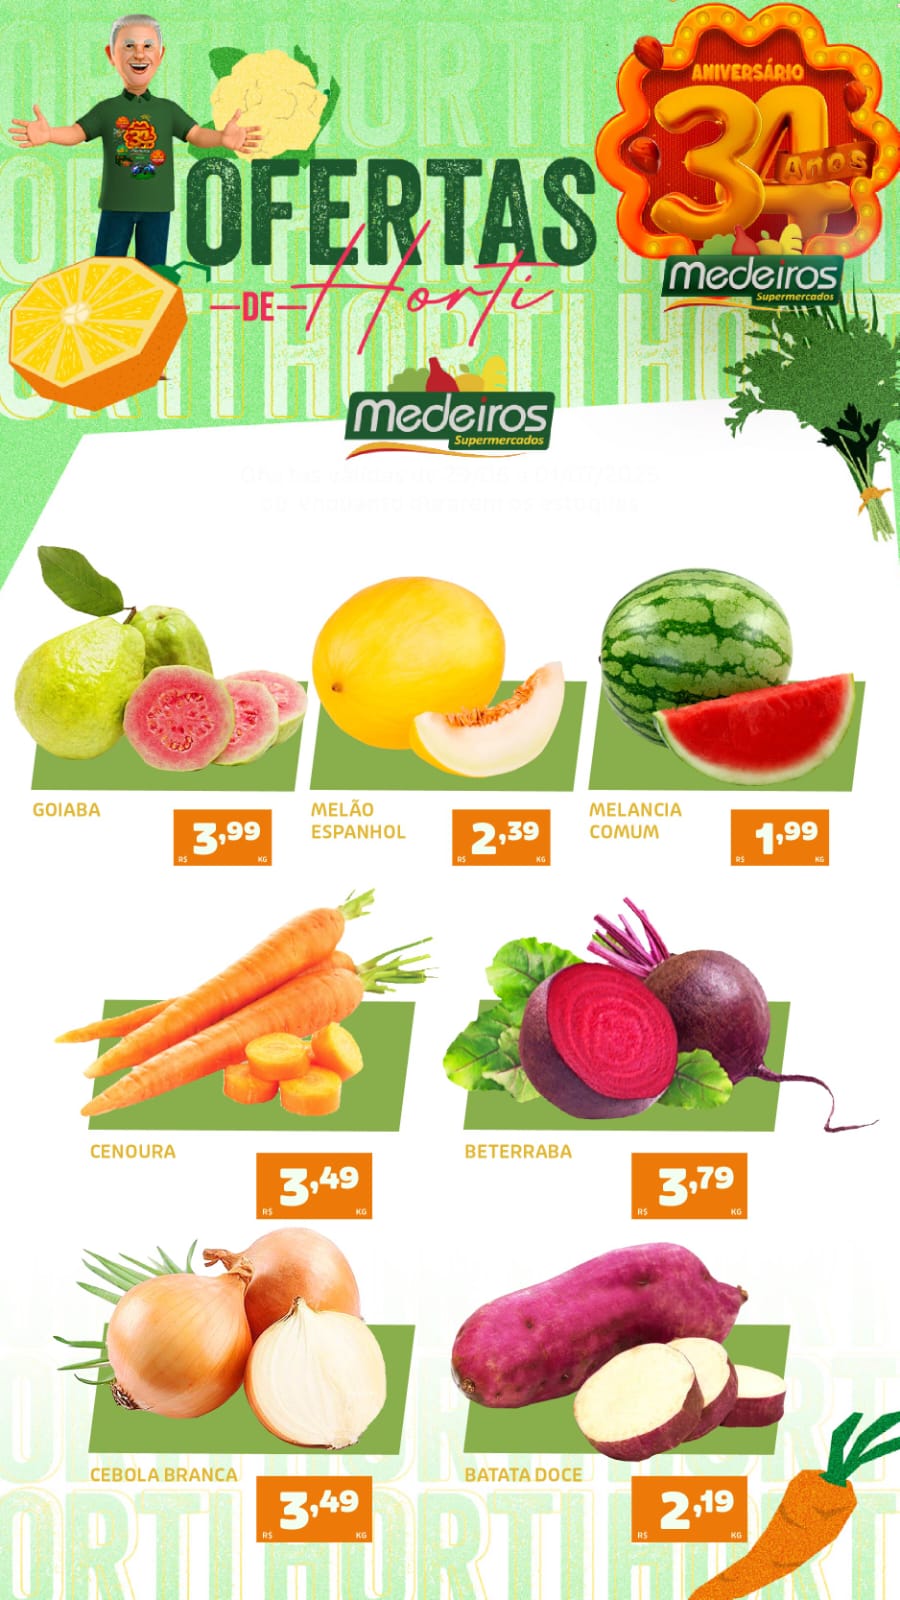 ANIVERSÁRIO
34
Anos
OFERTAS
DE Horti
Medeiros
Supermercados
Medeiros
Supermercados
GOIABA
R$ 3,99 KG
MELÃO
ESPANHOL
R$ 2,39 KG
MELANCIA
COMUM
R$ 1,99 KG
CENOURA
R$ 3,49 KG
BETERRABA
R$ 3,79 KG
CEBOLA BRANCA
R$ 3,49 KG
BATATA DOCE
R$ 2,19 KG
HORTI HORT